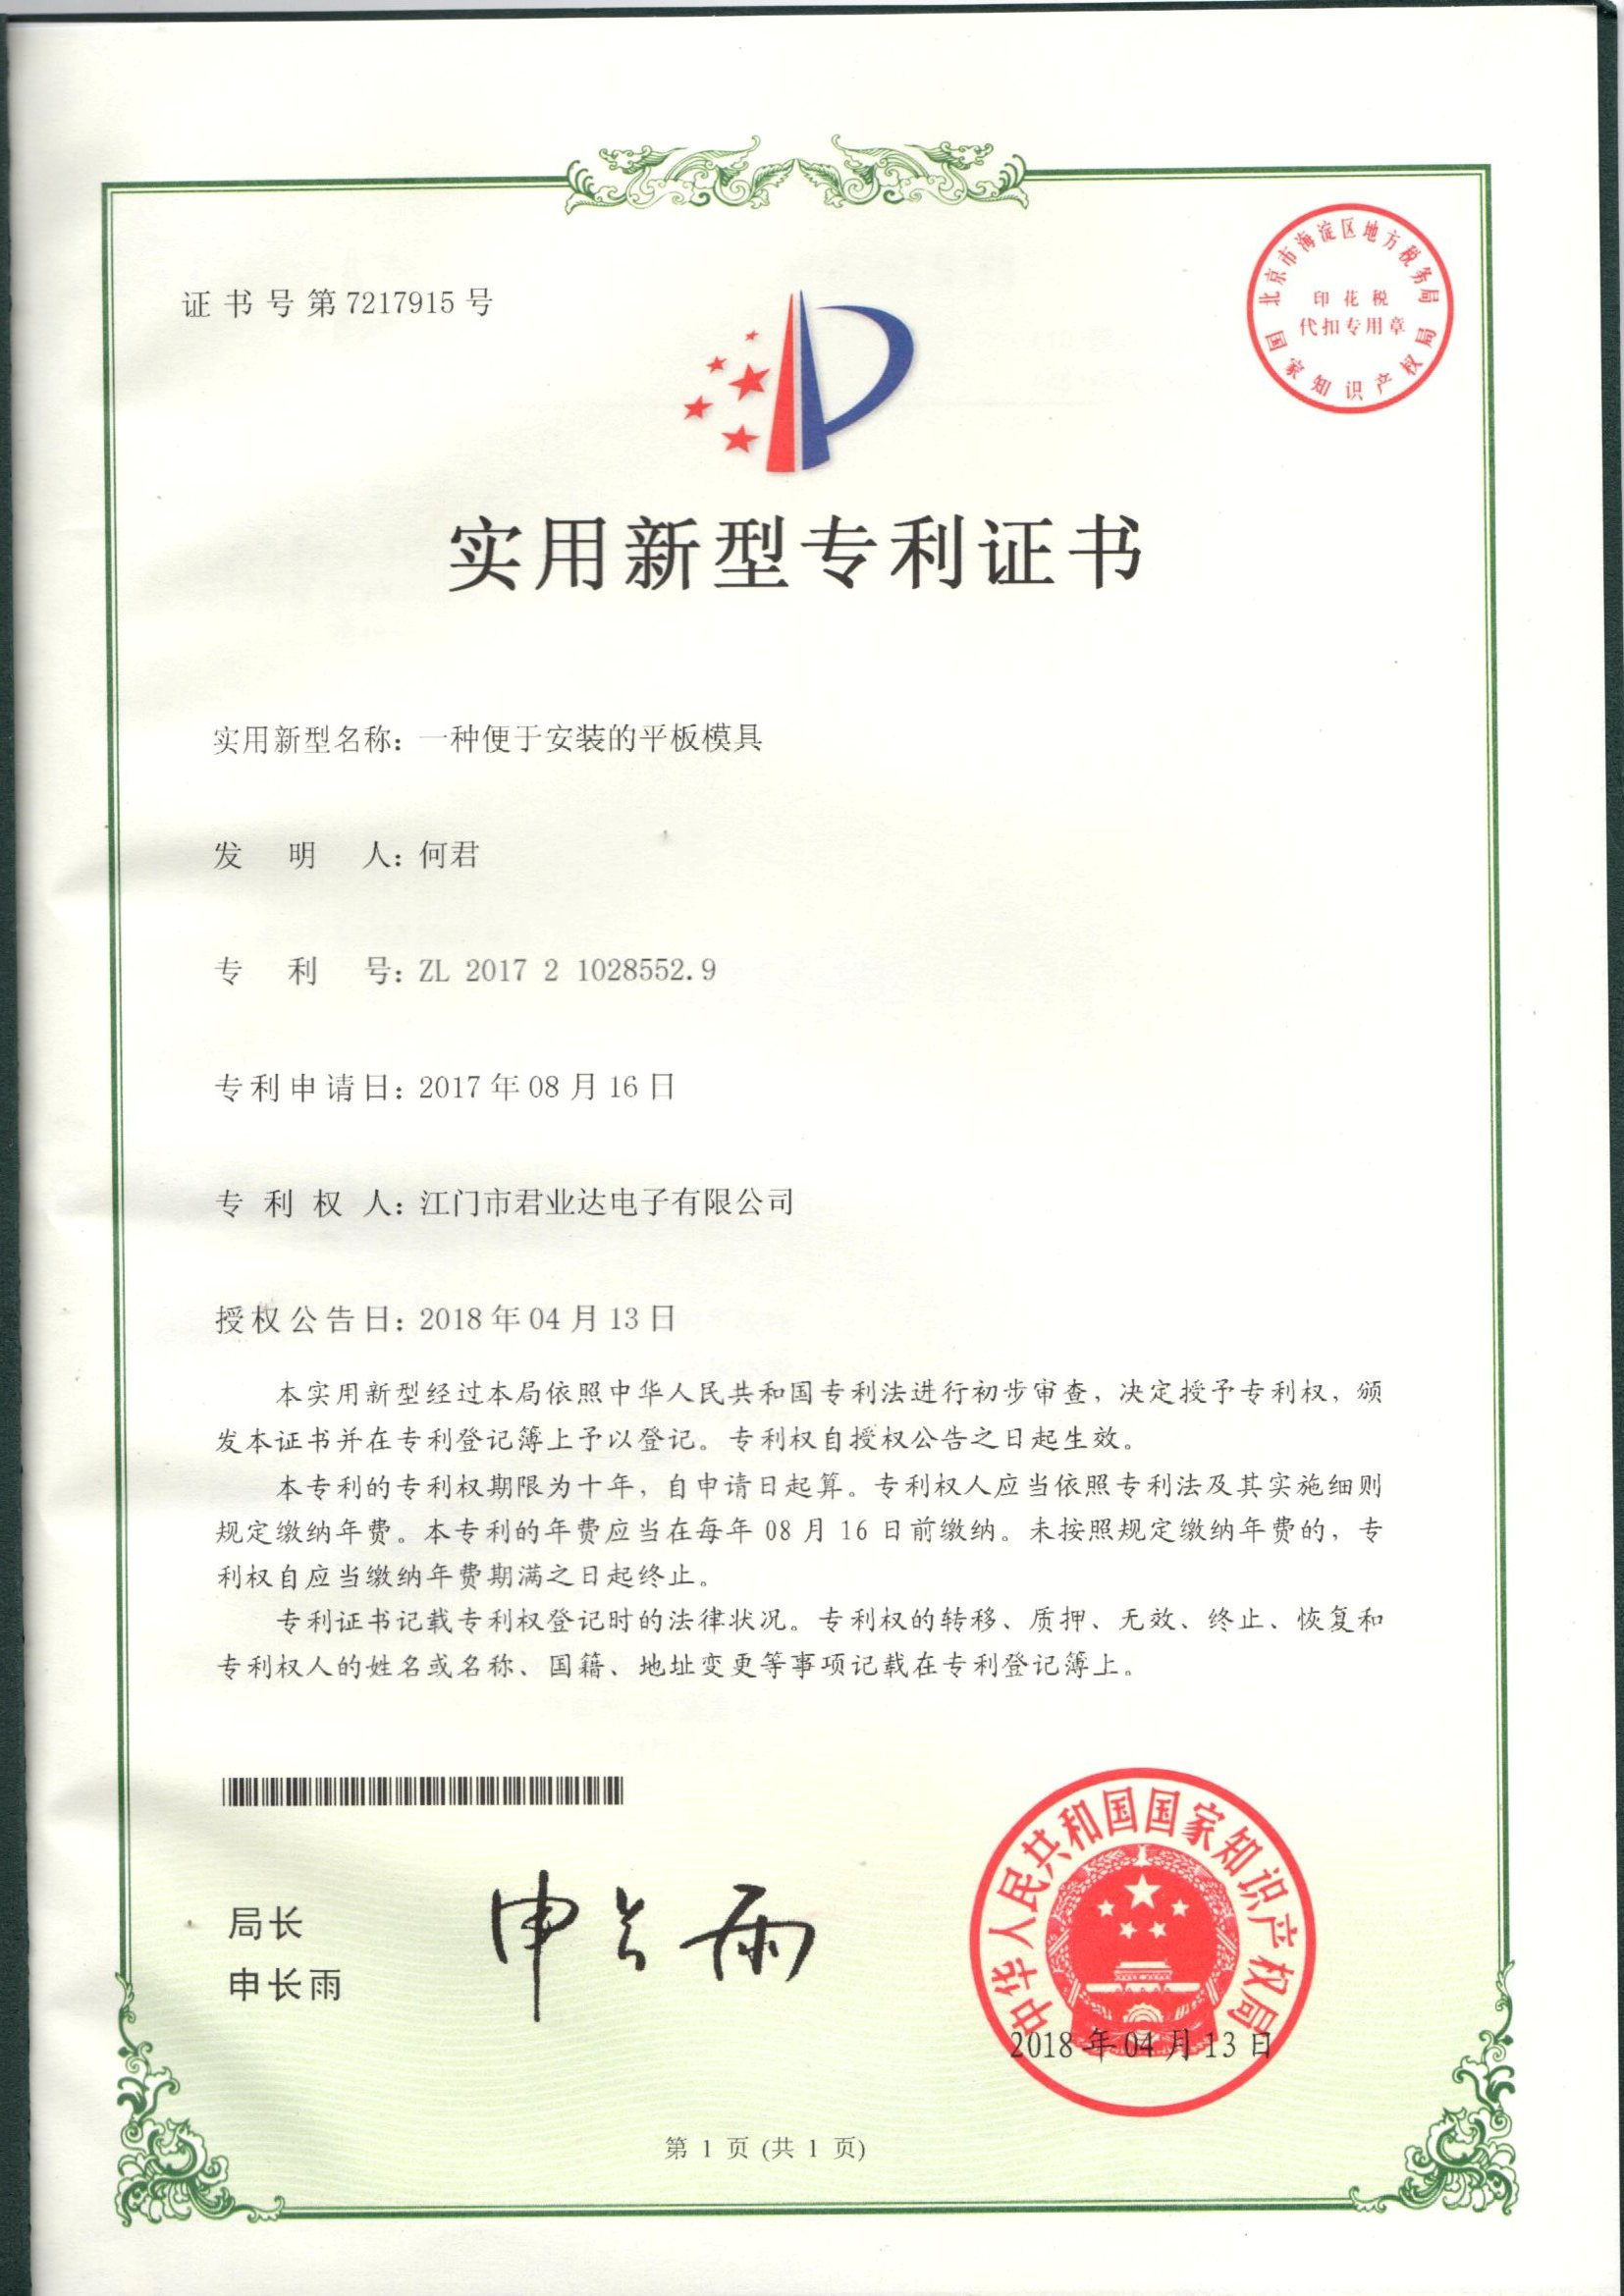 证书号第7217915号
北京市海淀区地方税务局
印花税
代扣专用章
国家知识产权局
实用新型专利证书
实用新型名称：一种便于安装的平板模具
发明人：何君
专利号：ZL 2017 2 1028552.9
专利申请日：2017年08月16日
专利权人：江门市君业达电子有限公司
授权公告日：2018年04月13日
本实用新型经过本局依照中华人民共和国专利法进行初步审查，决定授予专利权，颁
发本证书并在专利登记簿上予以登记。专利权自授权公告之日起生效。
本专利的专利权期限为十年，自申请日起算。专利权人应当依照专利法及其实施细则
规定缴纳年费。本专利的年费应当在每年 08 月 16 日前缴纳。未按照规定缴纳年费的，专
利权自应当缴纳年费期满之日起终止。
专利证书记载专利权登记时的法律状况。专利权的转移、质押、无效、终止、恢复和
专利权人的姓名或名称、国籍、地址变更等事项记载在专利登记簿上。
局长
申长雨
申长雨
中华人民共和国国家知识产权局
2018年04月13日
第 1 页 (共 1 页)